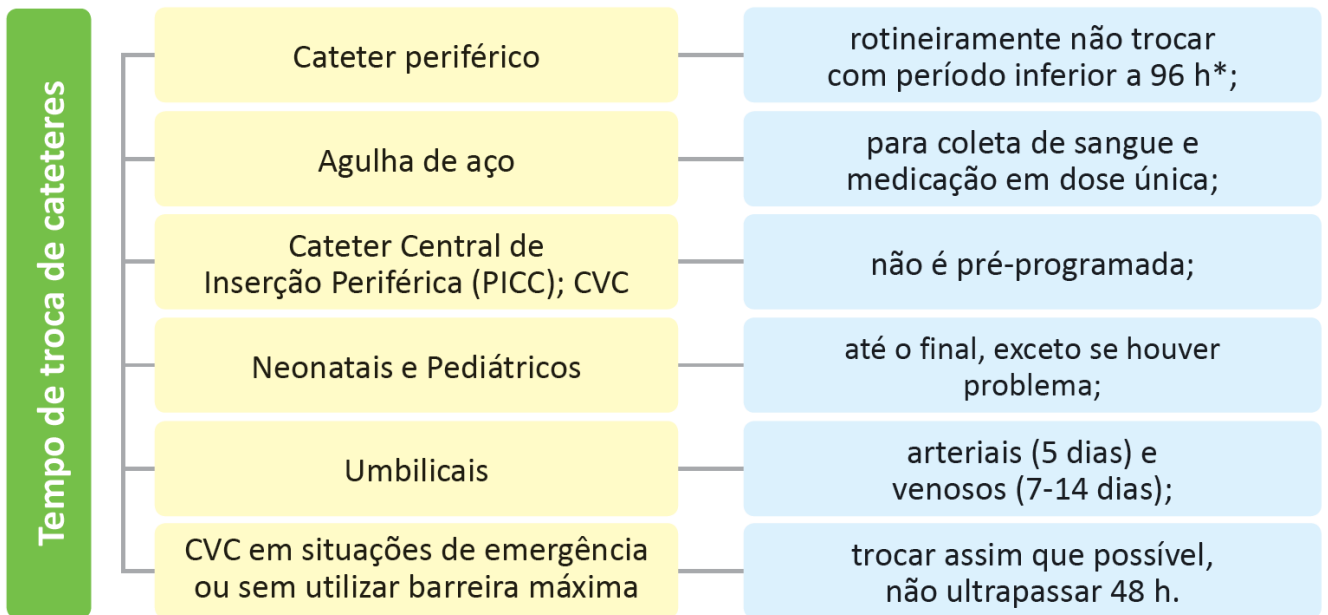 Tempo de troca de cateteres
Cateter periférico
rotineiramente não trocar
com período inferior a 96 h*;
Agulha de aço
para coleta de sangue e
medicação em dose única;
Cateter Central de
Inserção Periférica (PICC); CVC
não é pré-programada;
Neonatais e Pediátricos
até o final, exceto se houver
problema;
Umbilicais
arteriais (5 dias) e
venosos (7-14 dias);
CVC em situações de emergência
ou sem utilizar barreira máxima
trocar assim que possível,
não ultrapassar 48 h.